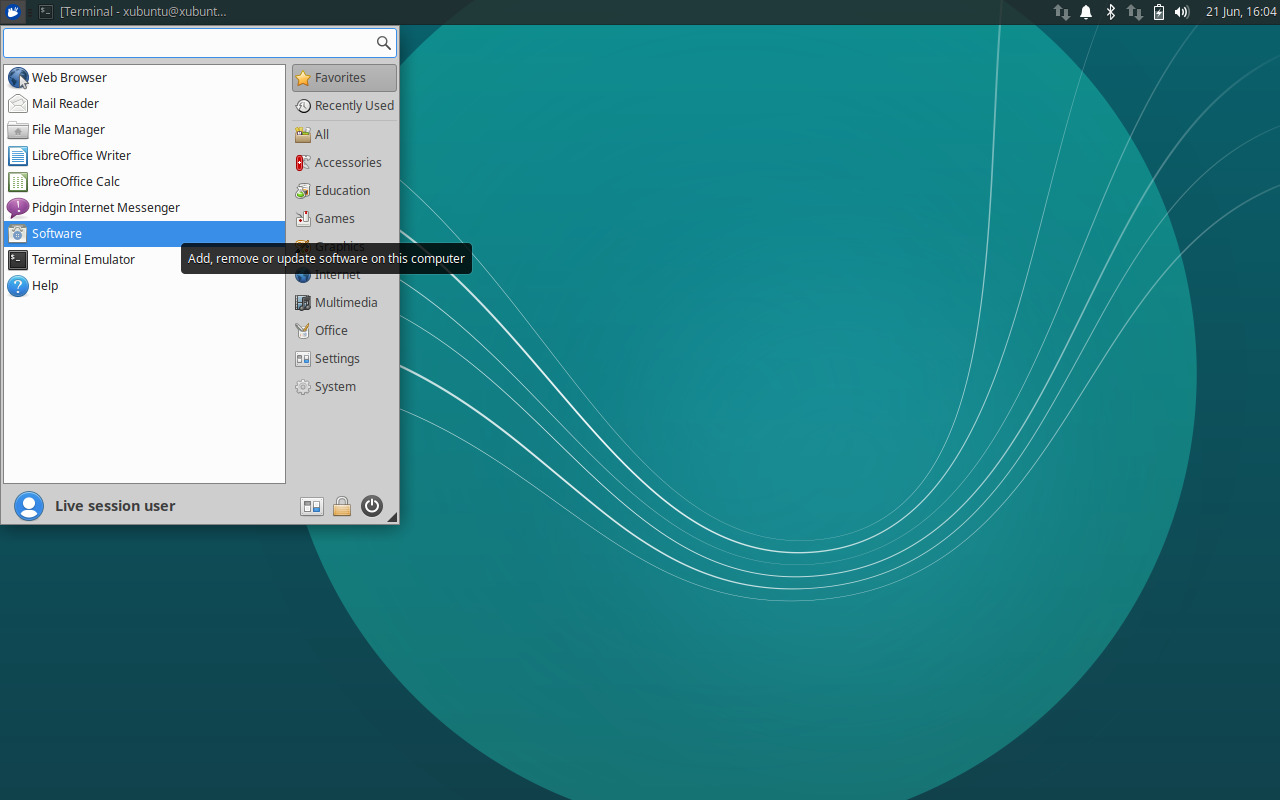 [Terminal - xubuntu@xubunt...
21 Jun, 16:04
Web Browser
Mail Reader
File Manager
LibreOffice Writer
LibreOffice Calc
Pidgin Internet Messenger
Software
Terminal Emulator
Help
Add, remove or update software on this computer
Favorites
Recently Used
All
Accessories
Education
Games
Graphics
Internet
Multimedia
Office
Settings
System
Live session user